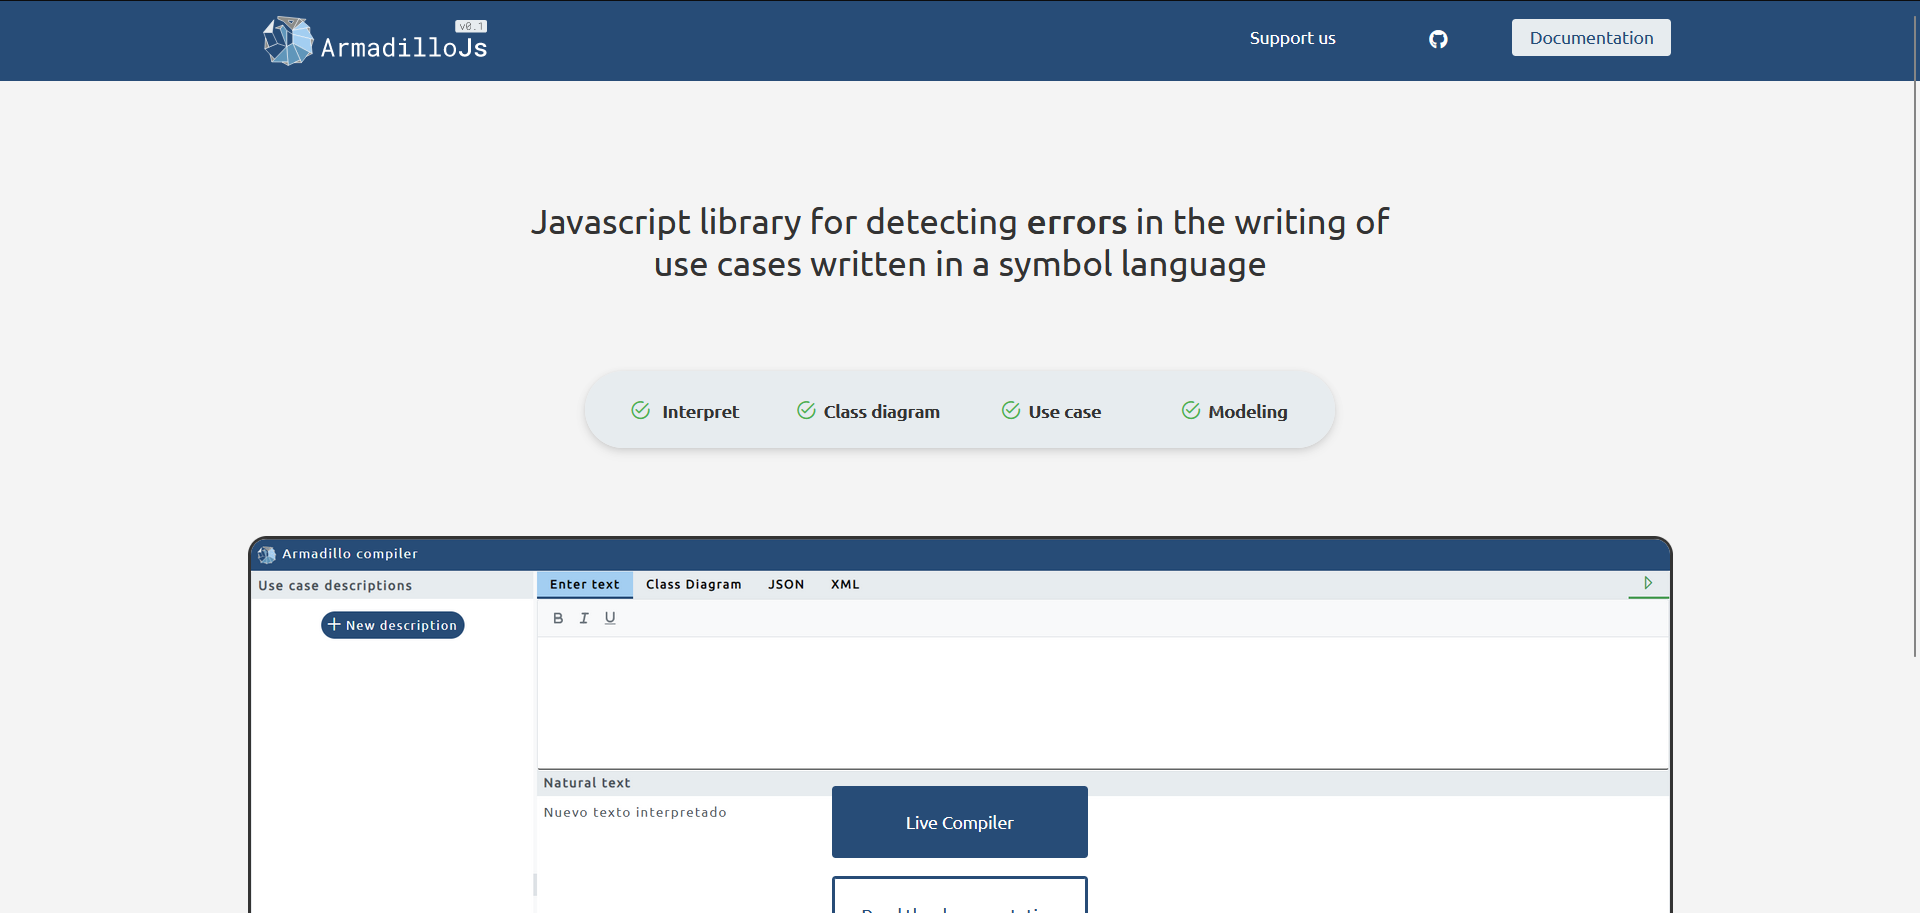 v0.1
ArmadilloJs
Support us
Documentation
Javascript library for detecting errors in the writing of
use cases written in a symbol language
Interpret
Class diagram
Use case
Modeling
Armadillo compiler
Use case descriptions
Enter text
Class Diagram
JSON
XML
New description
B I U
Natural text
Nuevo texto interpretado
Live Compiler